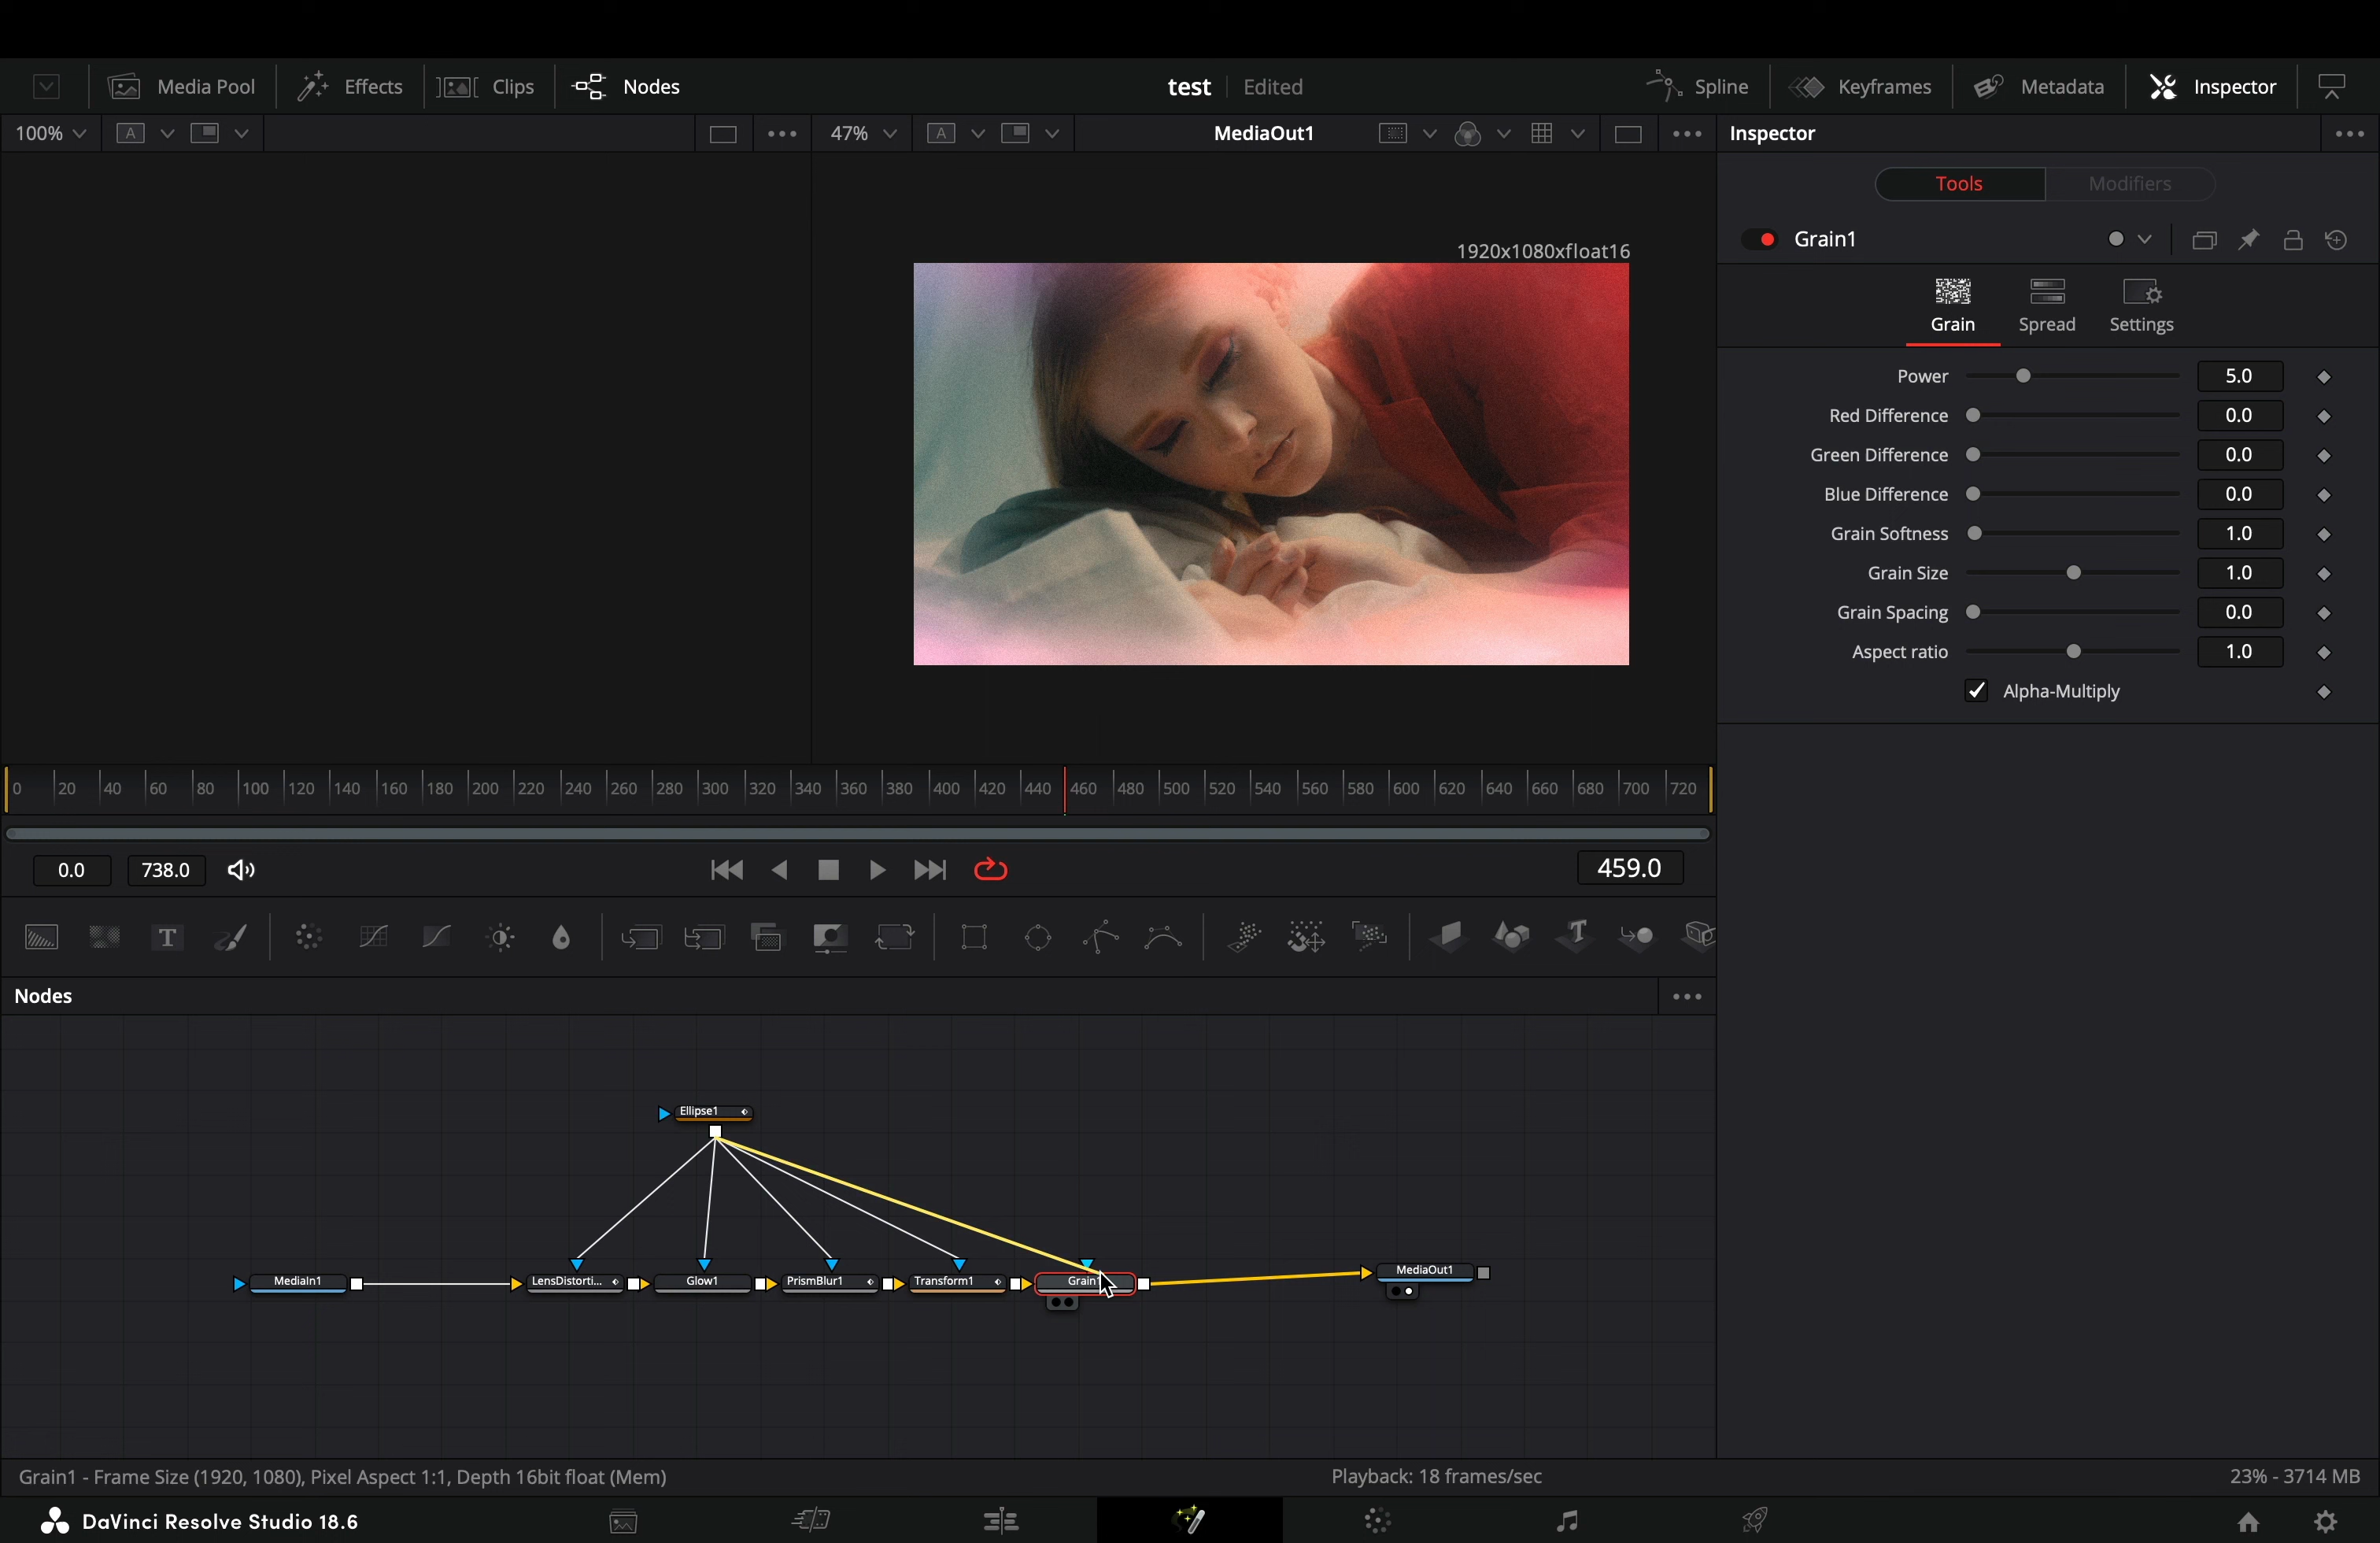 Media Pool Effects Clips Nodes test Edited Spline Keyframes Metadata Inspector
100% A 47% A MediaOut1 Inspector
Tools Modifiers
Grain1
1920x1080xfloat16
Grain Spread Settings
Power 5.0
Red Difference 0.0
Green Difference 0.0
Blue Difference 0.0
Grain Softness 1.0
Grain Size 1.0
Grain Spacing 0.0
Aspect ratio 1.0
Alpha-Multiply
0 20 40 60 80 100 120 140 160 180 200 220 240 260 280 300 320 340 360 380 400 420 440 460 480 500 520 540 560 580 600 620 640 660 680 700 720
0.0 738.0 459.0
T T
Nodes
Ellipse1
MediaIn1 LensDistorti... Glow1 PrismBlur1 Transform1 Grain1 MediaOut1
Grain1 - Frame Size (1920, 1080), Pixel Aspect 1:1, Depth 16bit float (Mem) Playback: 18 frames/sec 23% - 3714 MB
DaVinci Resolve Studio 18.6